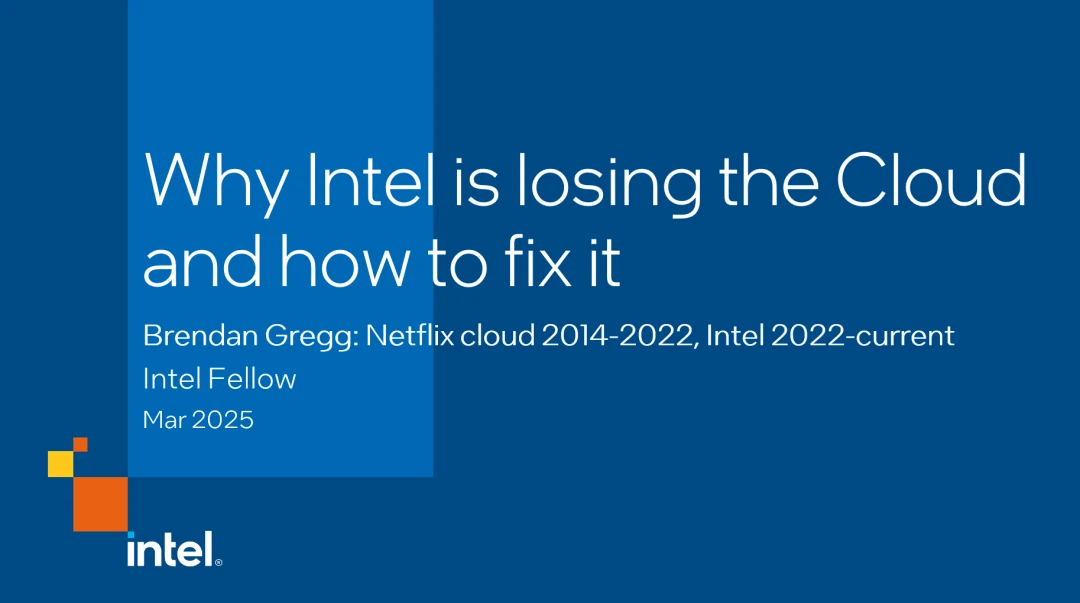 Why Intel is losing the Cloud
and how to fix it
Brendan Gregg: Netflix cloud 2014-2022, Intel 2022-current
Intel Fellow
Mar 2025
intel®